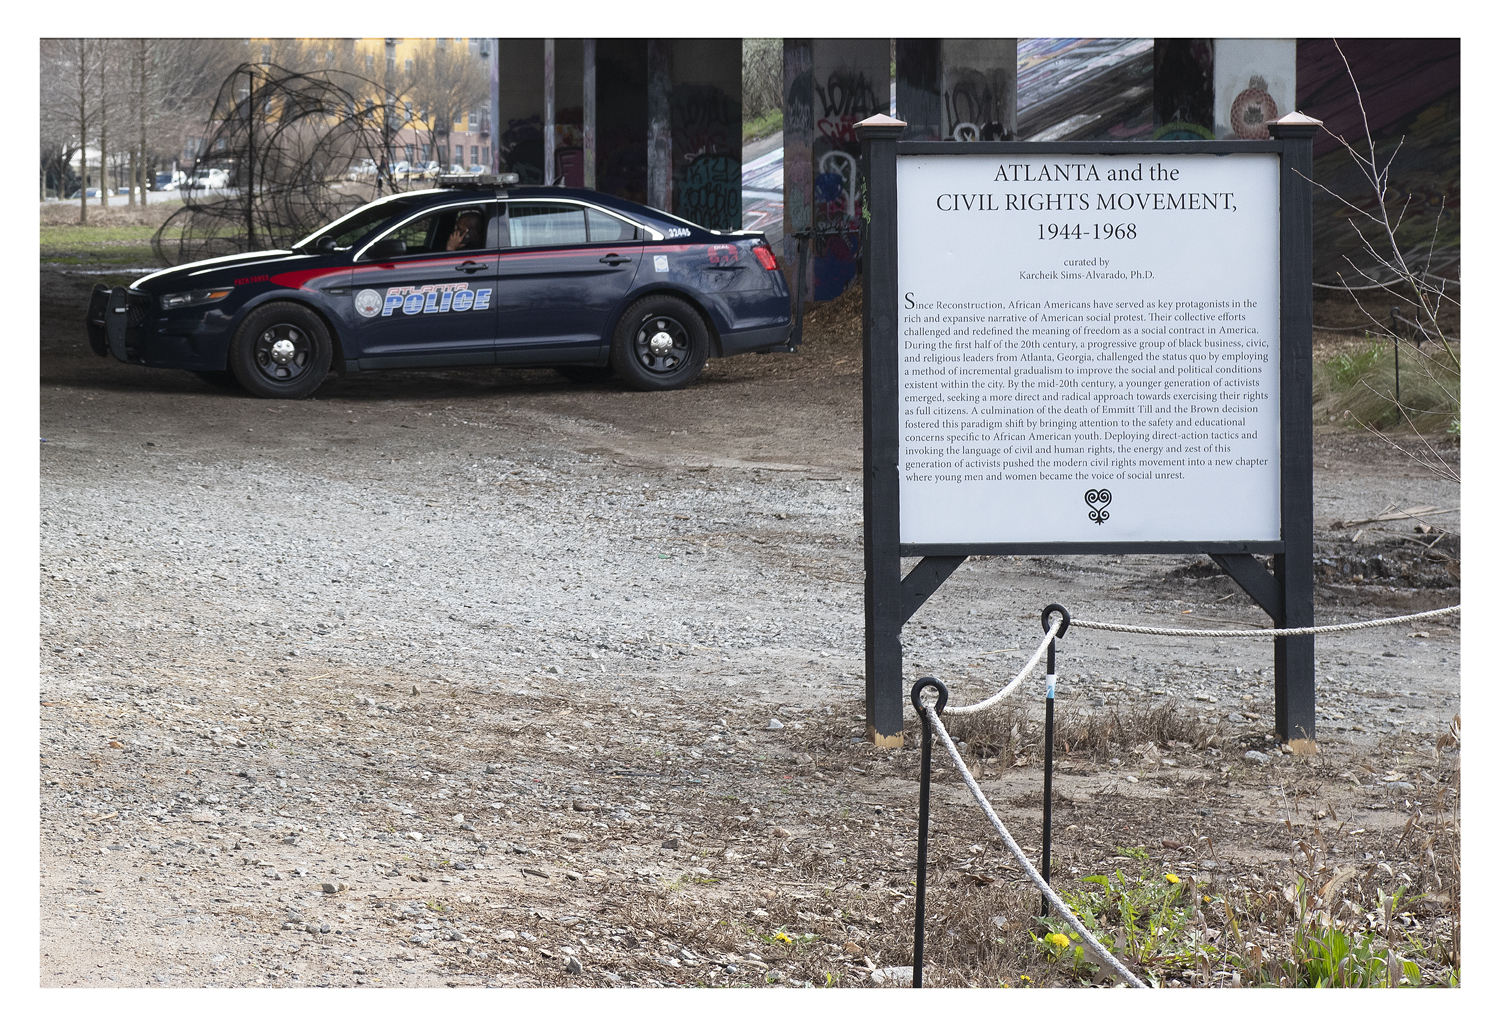 ATLANTA and the
CIVIL RIGHTS MOVEMENT,
1944-1968
curated by
Karcheik Sims-Alvarado, Ph.D.
Since Reconstruction, African Americans have served as key protagonists in the
rich and expansive narrative of American social protest. Their collective efforts
challenged and redefined the meaning of freedom as a social contract in America.
During the first half of the 20th century, a progressive group of black business, civic,
and religious leaders from Atlanta, Georgia, challenged the status quo by employing
a method of incremental gradualism to improve the social and political conditions
existent within the city. By the mid-20th century, a younger generation of activists
emerged, seeking a more direct and radical approach towards exercising their rights
as full citizens. A culmination of the death of Emmitt Till and the Brown decision
fostered this paradigm shift by bringing attention to the safety and educational
concerns specific to African American youth. Deploying direct-action tactics and
invoking the language of civil and human rights, the energy and zest of this
generation of activists pushed the modern civil rights movement into a new chapter
where young men and women became the voice of social unrest.
ATLANTA
POLICE